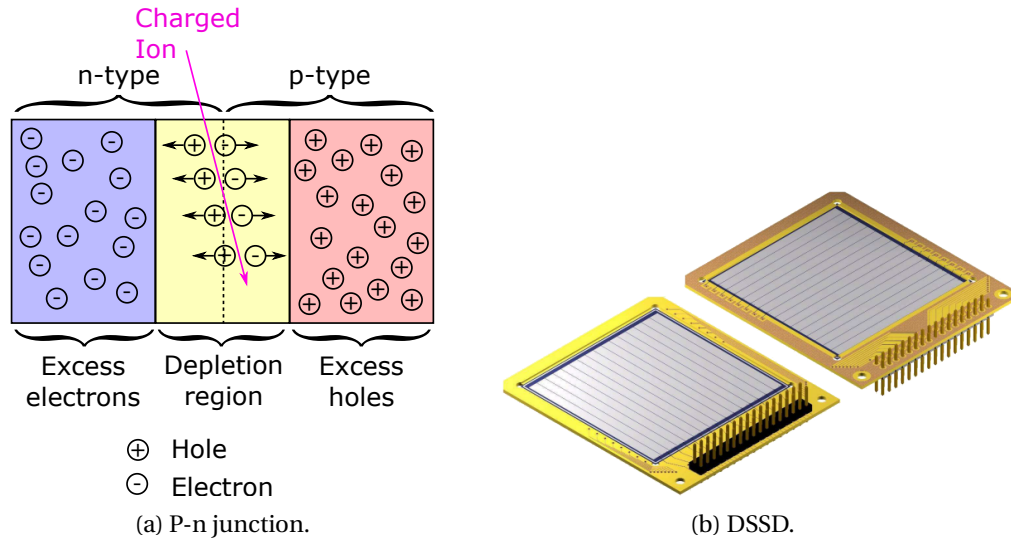 Charged
Ion
n-type
p-type
Excess
electrons
Depletion
region
Excess
holes
Hole
Electron
(a) P-n junction.
(b) DSSD.